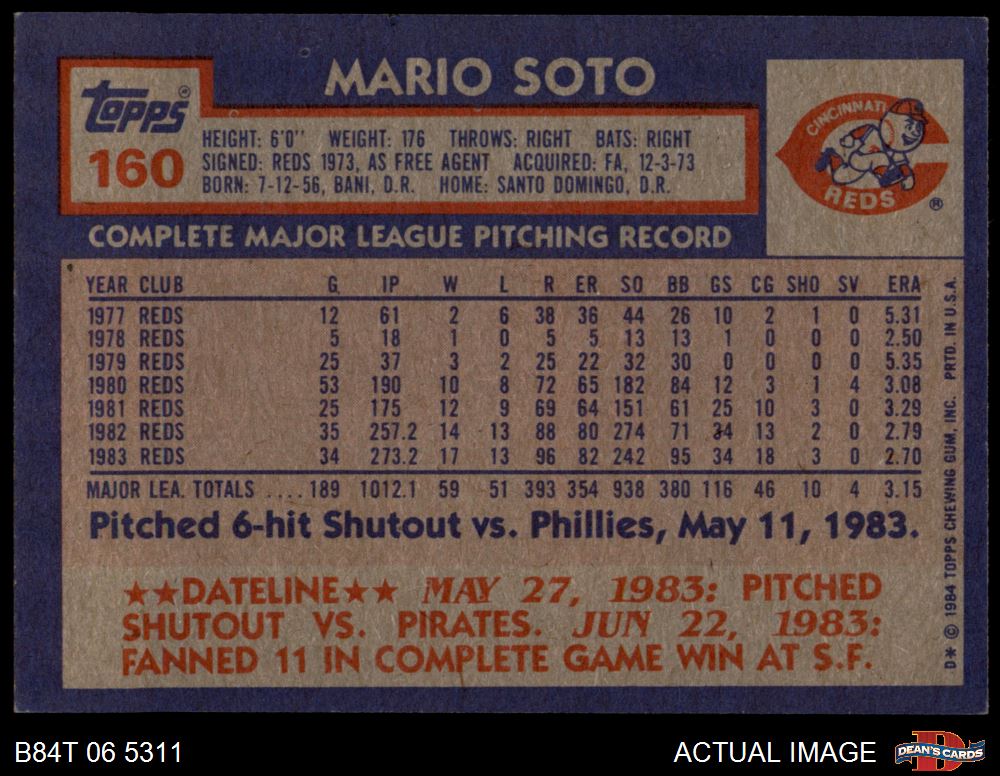 MARIO SOTO
Topps®
160
HEIGHT: 6'0" WEIGHT: 176 THROWS: RIGHT BATS: RIGHT
SIGNED: REDS 1973, AS FREE AGENT ACQUIRED: FA, 12-3-73
BORN: 7-12-56, BANI, D.R. HOME: SANTO DOMINGO, D.R.
CINCINNATI
REDS
®
COMPLETE MAJOR LEAGUE PITCHING RECORD
YEAR CLUB G IP W L R ER SO BB GS CG SHO SV ERA
1977 REDS 12 61 2 6 38 36 44 26 10 2 1 0 5.31
1978 REDS 5 18 1 0 5 5 13 13 1 0 0 0 2.50
1979 REDS 25 37 3 2 25 22 32 30 0 0 0 0 5.35
1980 REDS 53 190 10 8 72 65 182 84 12 3 1 4 3.08
1981 REDS 25 175 12 9 69 64 151 61 25 10 3 0 3.29
1982 REDS 35 257.2 14 13 88 80 274 71 34 13 2 0 2.79
1983 REDS 34 273.2 17 13 96 82 242 95 34 18 3 0 2.70
MAJOR LEA. TOTALS ....189 1012.1 59 51 393 354 938 380 116 46 10 4 3.15
Pitched 6-hit Shutout vs. Phillies, May 11, 1983.
★★DATELINE★★ MAY 27, 1983: PITCHED
SHUTOUT VS. PIRATES. JUN 22, 1983:
FANNED 11 IN COMPLETE GAME WIN AT S.F.
D* © 1984 TOPPS CHEWING GUM, INC. PRTD. IN U.S.A.
B84T 06 5311
ACTUAL IMAGE
DEAN'S CARDS